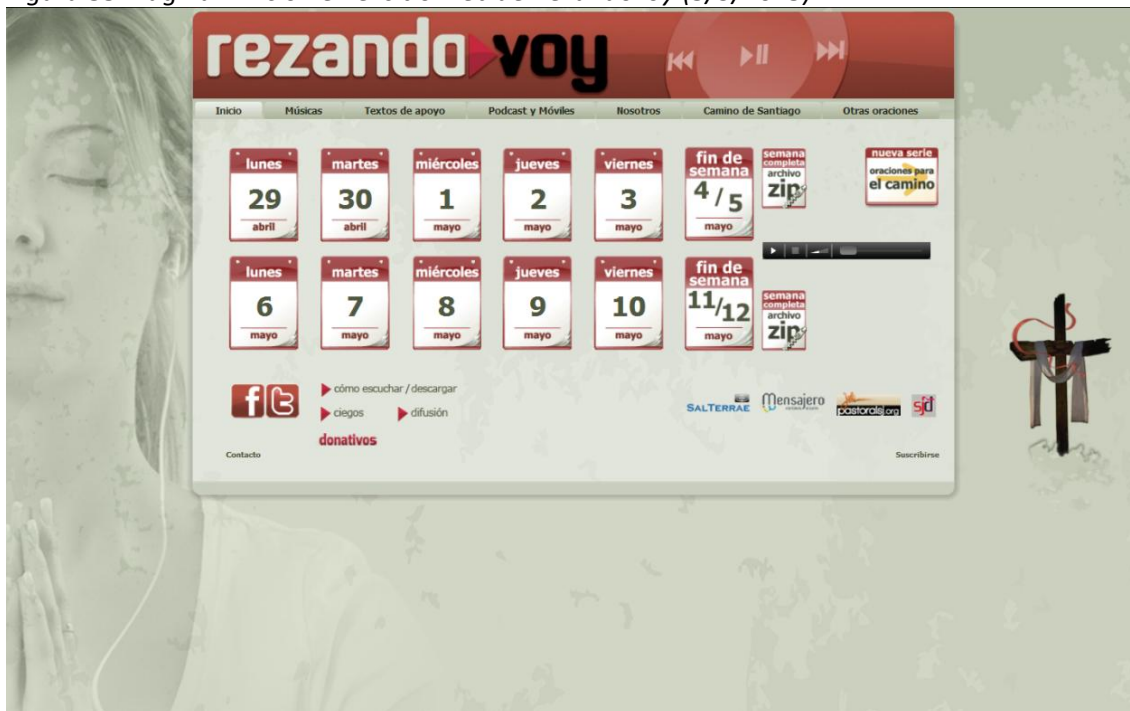 rezando voy
Inicio Músicas Textos de apoyo Podcast y Móviles Nosotros Camino de Santiago Otras oraciones
lunes 29 abril
martes 30 abril
miércoles 1 mayo
jueves 2 mayo
viernes 3 mayo
fin de semana 4/5 mayo
semana completa archivo zip
nueva serie oraciones para el camino
lunes 6 mayo
martes 7 mayo
miércoles 8 mayo
jueves 9 mayo
viernes 10 mayo
fin de semana 11/12 mayo
semana completa archivo zip
f t
cómo escuchar / descargar
ciegos difusión
donativos
SALTERRAE Mensajero pastoralsj.org sjd
Contacto Suscribirse